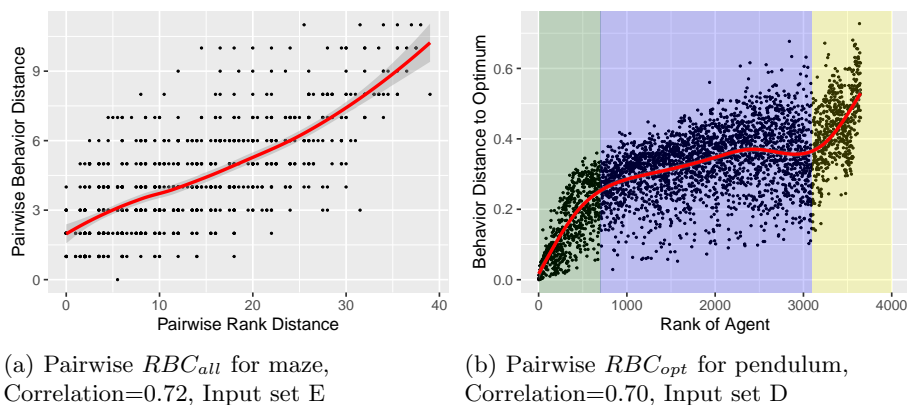 Pairwise Behavior Distance
9
6
3
0
0 10 20 30 40
Pairwise Rank Distance
Behavior Distance to Optimum
0.6
0.4
0.2
0.0
0 1000 2000 3000 4000
Rank of Agent
(a) Pairwise RBC_all for maze,
Correlation=0.72, Input set E
(b) Pairwise RBC_opt for pendulum,
Correlation=0.70, Input set D